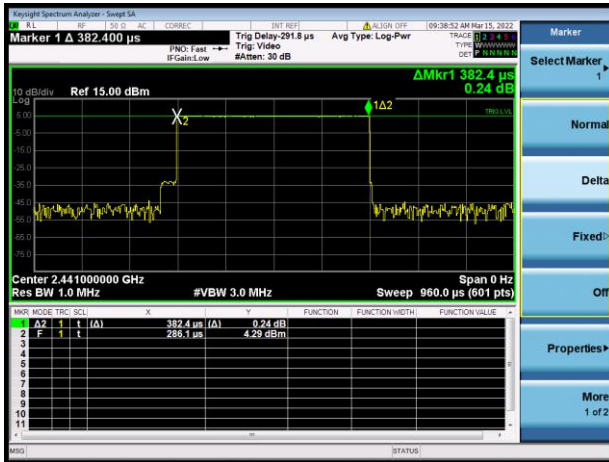 Keysight Spectrum Analyzer - Swept SA
RL RF 50 Ω AC CORREC INT REF ALIGN OFF 09:38:52 AM Mar 15, 2022
Marker 1 Δ 382.400 µs
PNO: Fast
IFGain:Low
Trig Delay-291.8 µs
Trig: Video
#Atten: 30 dB
Avg Type: Log-Pwr
TRACE 1 2 3 4 5 6
TYPE WWWWWW
DET P NNNNN
ΔMkr1 382.4 µs
0.24 dB
10 dB/div Ref 15.00 dBm
Log
5.00
-5.00
-15.0
-25.0
-35.0
-45.0
-55.0
-65.0
-75.0
X2
1Δ2
TRIG LVL
Center 2.441000000 GHz
Span 0 Hz
Res BW 1.0 MHz
#VBW 3.0 MHz
Sweep 960.0 µs (601 pts)
MKR MODE TRC SCL X Y FUNCTION FUNCTION WIDTH FUNCTION VALUE
1 Δ2 1 t (Δ) 382.4 µs (Δ) 0.24 dB
2 F 1 t 286.1 µs 4.29 dBm
3
4
5
6
7
8
9
10
11
MSG
STATUS
Marker
Select Marker
1
Normal
Delta
Fixed
Off
Properties
More
1 of 2